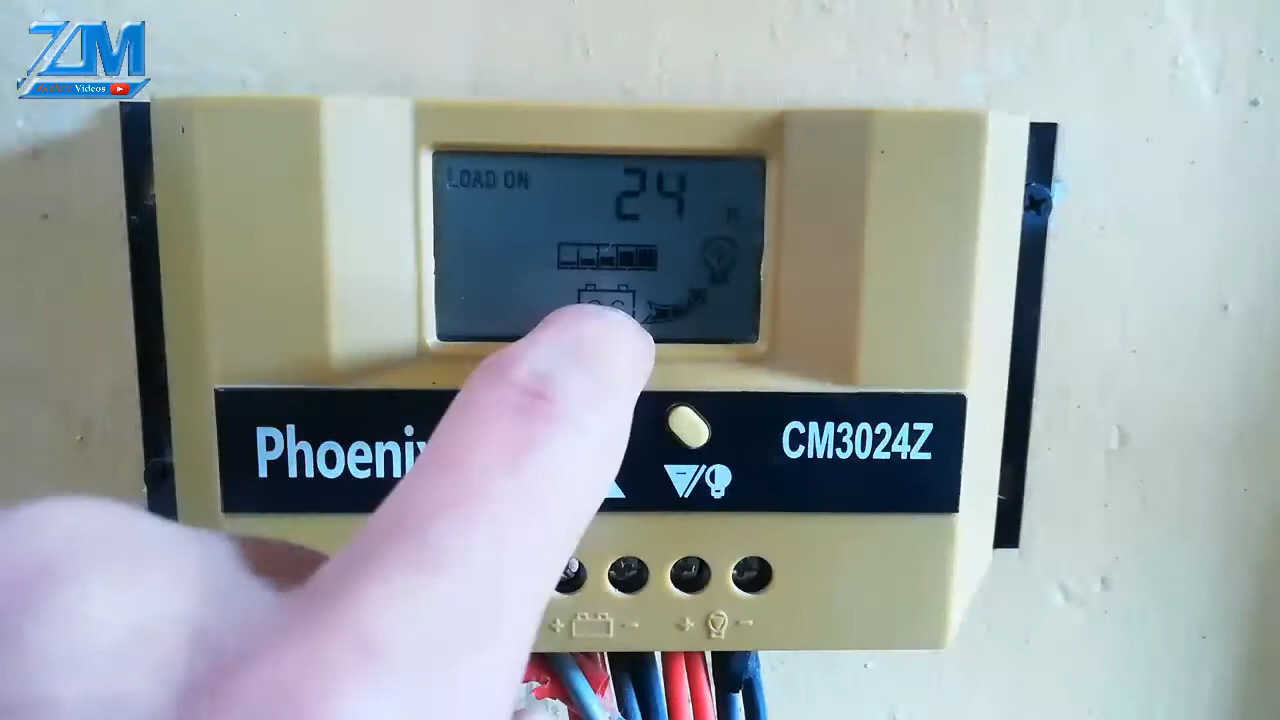 ZM
Videos
LOAD ON
24
H
Phoeni
CM3024Z
+ -
+ -